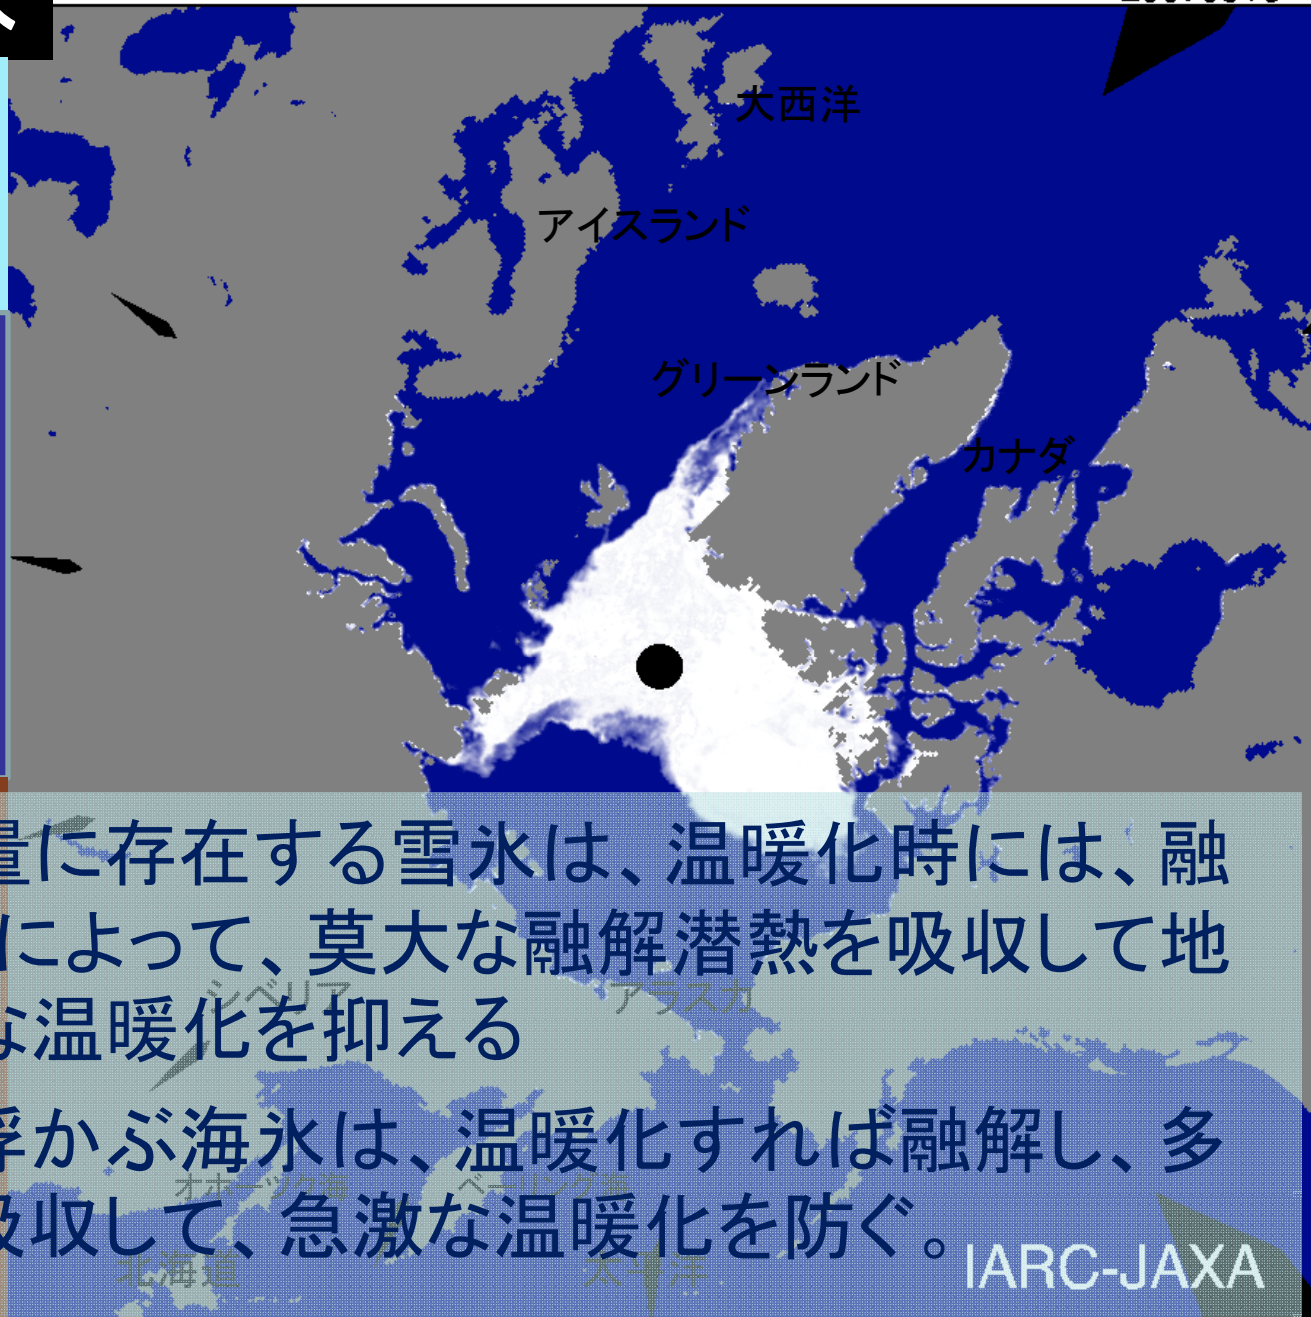 大西洋
アイスランド
グリーンランド
カナダ
量に存在する雪氷は、温暖化時には、融
によって、莫大な融解潜熱を吸収して地
シベリア
アラスカ
な温暖化を抑える
浮かぶ海氷は、温暖化すれば融解し、多
オホーツク海
ベーリング海
吸収して、急激な温暖化を防ぐ。
北海道
太平洋
IARC-JAXA